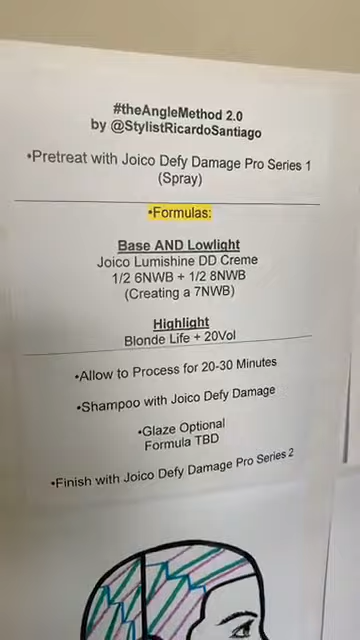 #theAngleMethod 2.0
by @StylistRicardoSantiago
•Pretreat with Joico Defy Damage Pro Series 1
(Spray)
•Formulas:
Base AND Lowlight
Joico Lumishine DD Creme
1/2 6NWB + 1/2 8NWB
(Creating a 7NWB)
Highlight
Blonde Life + 20Vol
•Allow to Process for 20-30 Minutes
•Shampoo with Joico Defy Damage
•Glaze Optional
Formula TBD
•Finish with Joico Defy Damage Pro Series 2